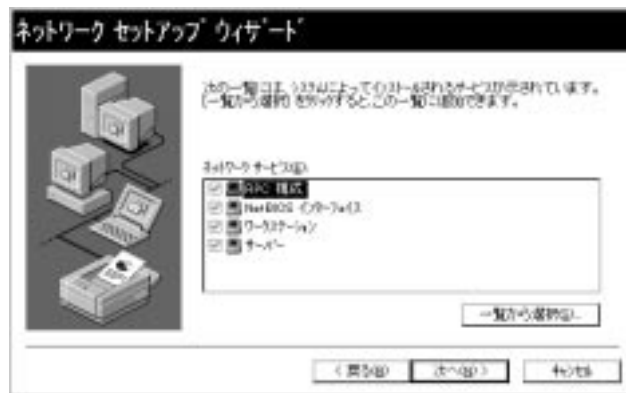 ネットワーク セットアップ ウィザード
次の一覧には、システムによってインストールされるサービスが示されています。
[一覧から選択] をクリックすると、この一覧に追加できます。
ネットワーク サービス(E):
RPC 構成
NetBIOS インターフェイス
ワークステーション
サーバー
一覧から選択(S)...
< 戻る(B)
次へ(N) >
キャンセル